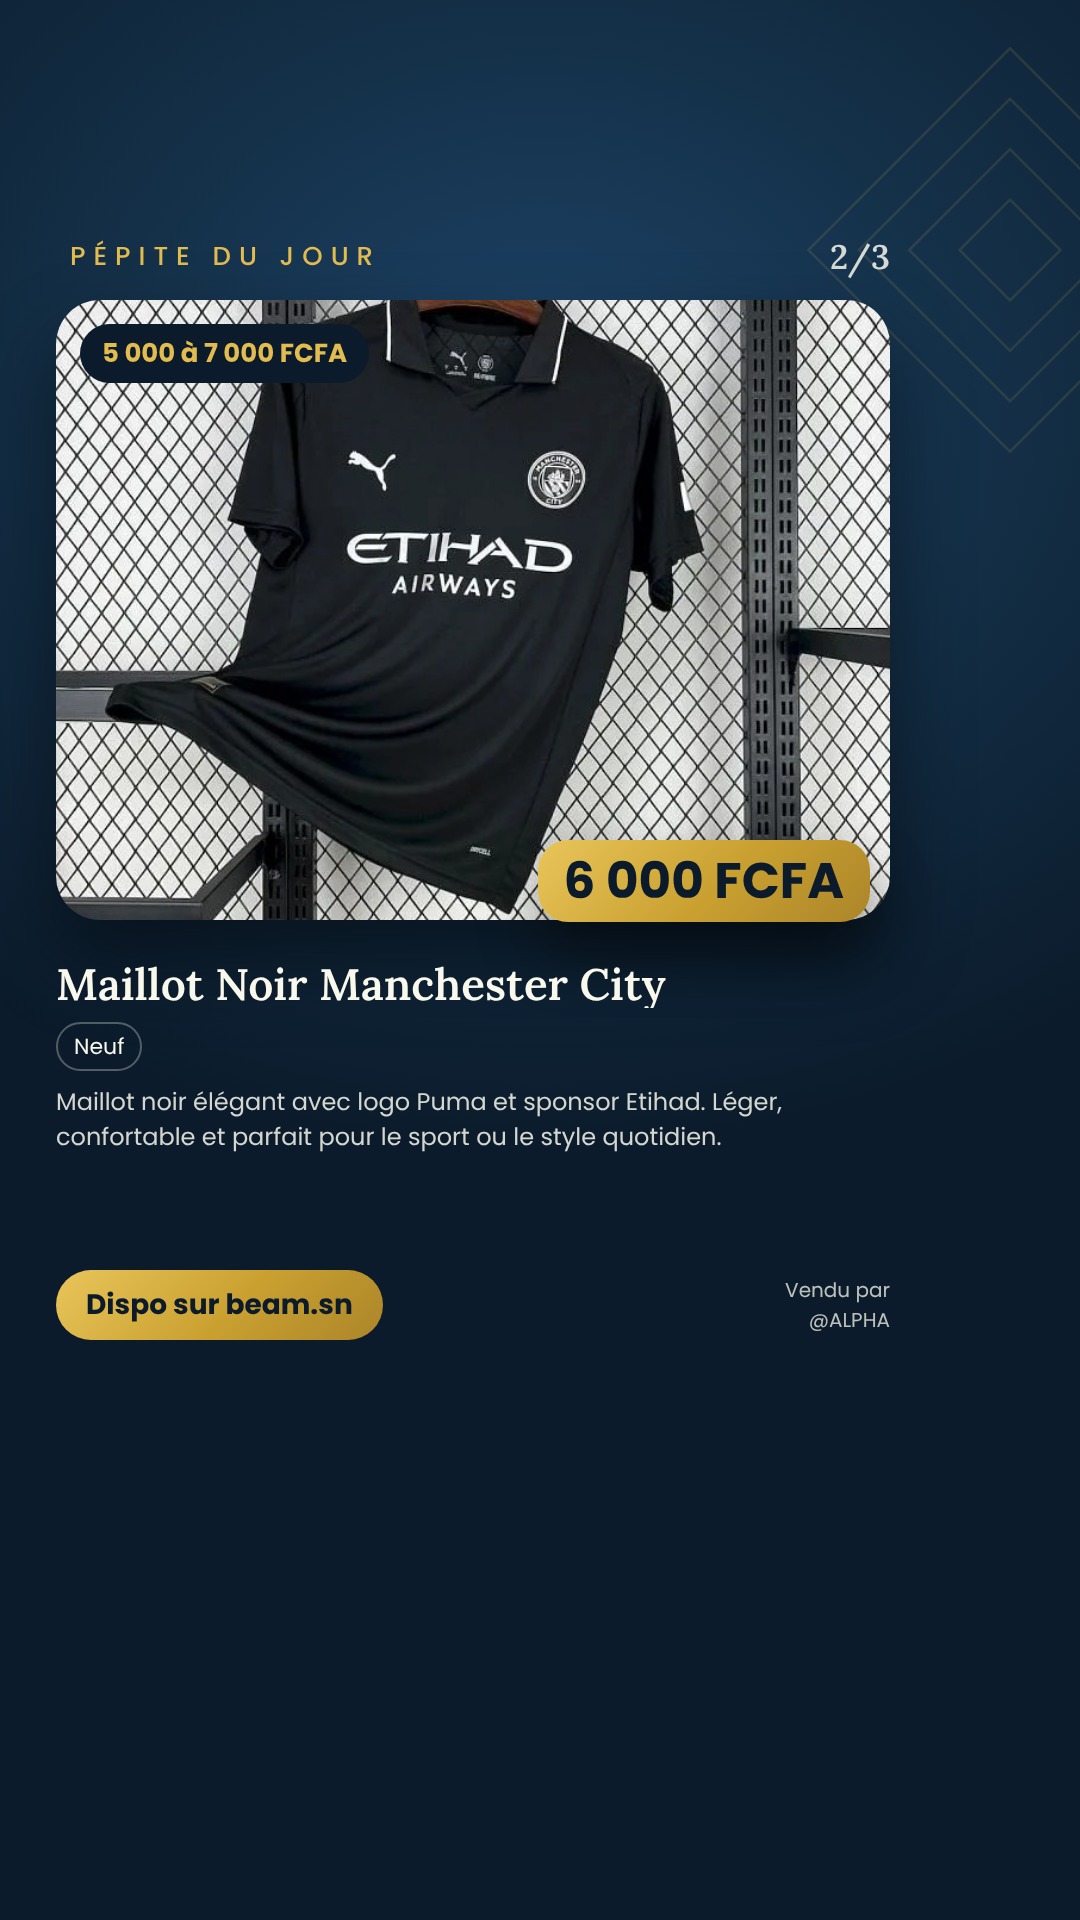 PÉPITE DU JOUR
2/3
5 000 à 7 000 FCFA
MANCHESTER
CITY
ETIHAD
AIRWAYS
6 000 FCFA
Maillot Noir Manchester City
Neuf
Maillot noir élégant avec logo Puma et sponsor Etihad. Léger,
confortable et parfait pour le sport ou le style quotidien.
Dispo sur beam.sn
Vendu par
@ALPHA